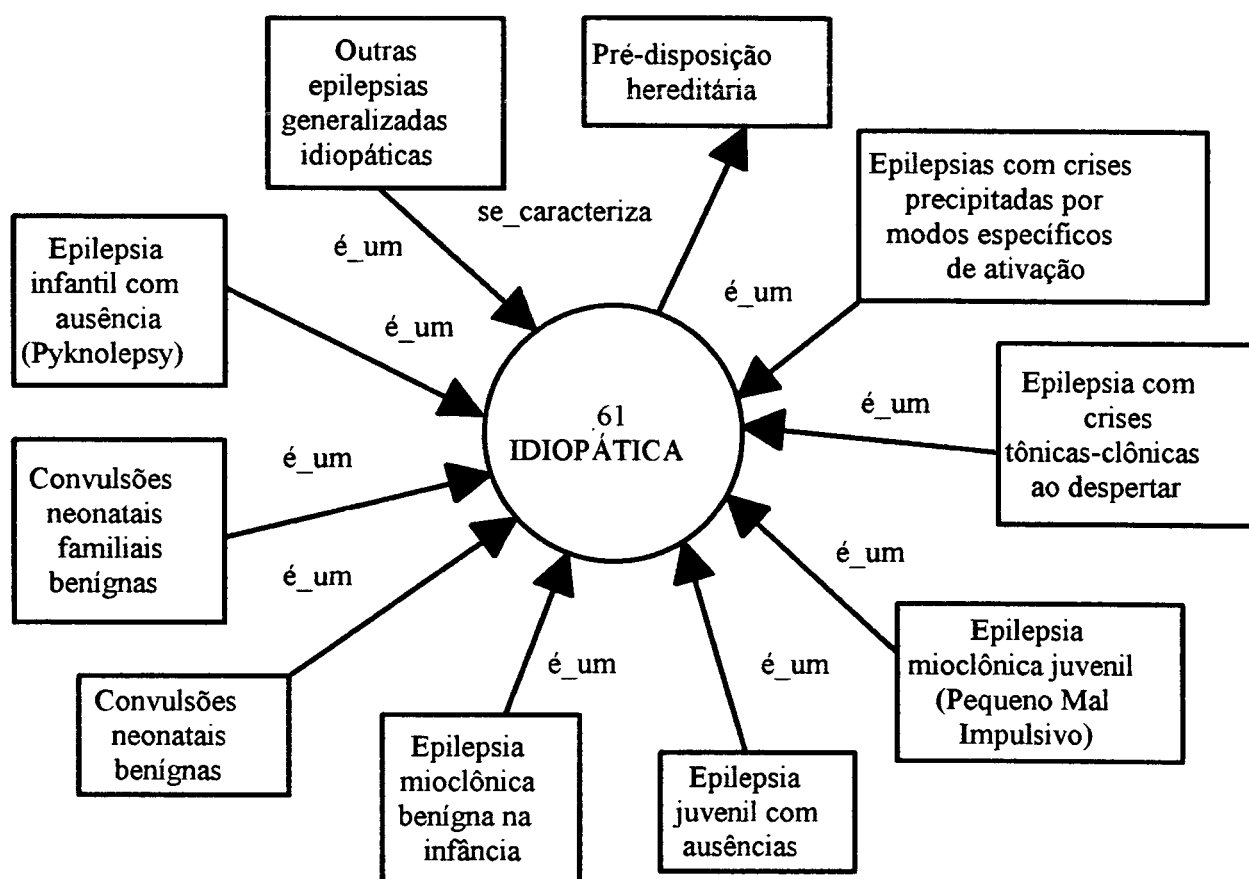 Outras
epilepsias
generalizadas
idiopáticas
Pré-disposição
hereditária
Epilepsias com crises
precipitadas por
modos específicos
de ativação
se_caracteriza
é_um
Epilepsia
infantil com
ausência
(Pyknolepsy)
é_um
é_um
61
IDIOPÁTICA
Epilepsia com
crises
tônicas-clônicas
ao despertar
é_um
Convulsões
neonatais
familiais
benígnas
é_um
é_um
é_um
Convulsões
neonatais
benígnas
é_um
Epilepsia
mioclônica
benígna na
infância
é_um
Epilepsia
juvenil com
ausências
Epilepsia
mioclônica juvenil
(Pequeno Mal
Impulsivo)